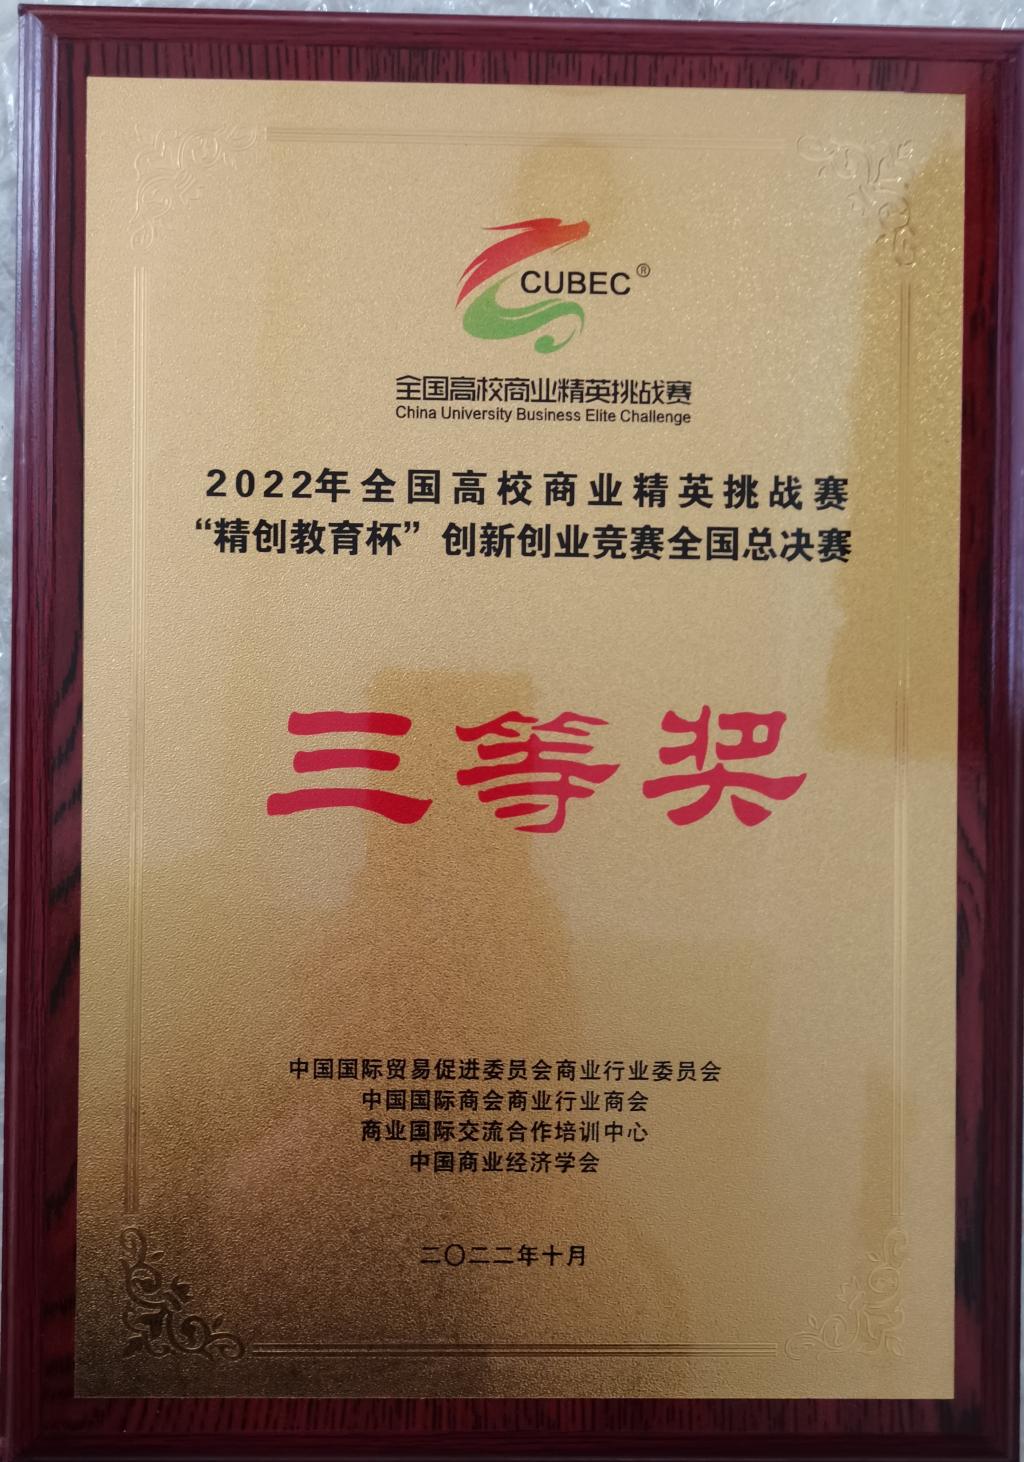 CUBEC®
全国高校商业精英挑战赛
China University Business Elite Challenge
2022年全国高校商业精英挑战赛
“精创教育杯”创新创业竞赛全国总决赛
三等奖
中国国际贸易促进委员会商业行业委员会
中国国际商会商业行业商会
商业国际交流合作培训中心
中国商业经济学会
二〇二二年十月